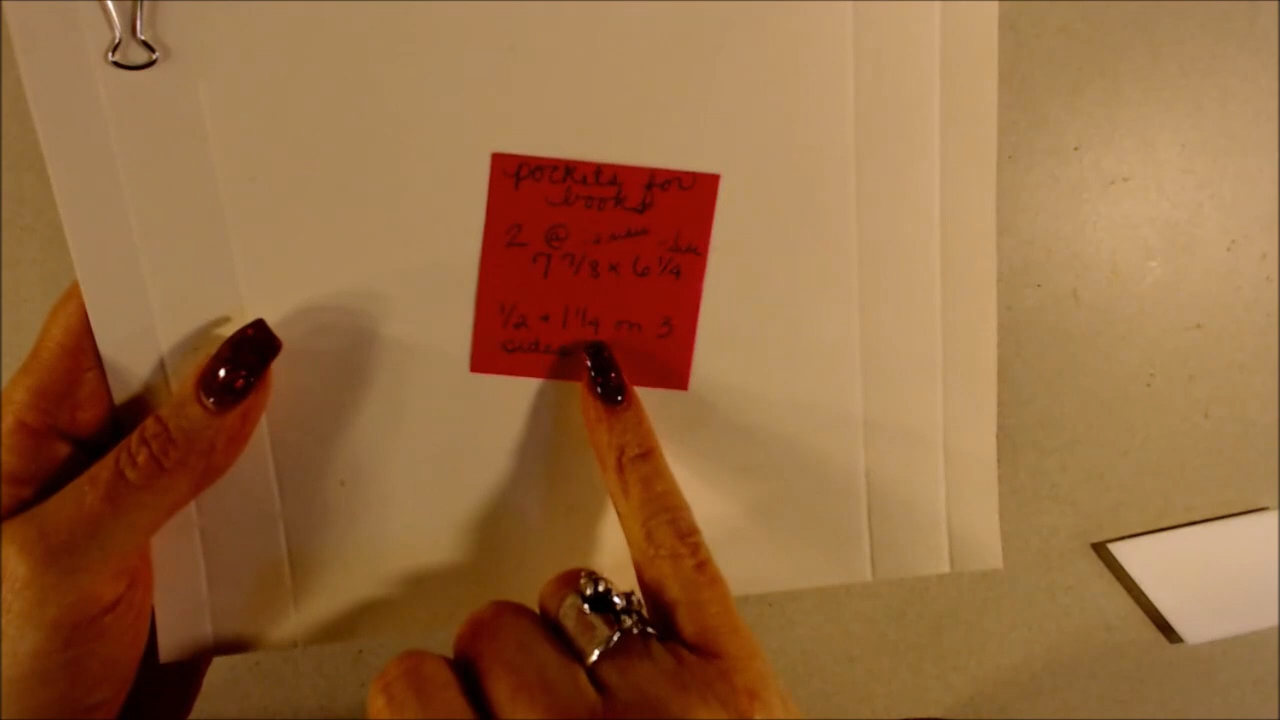 pockets for
books
2 @
7 7/8 x 6 1/4
1/2 + 1 1/4 on 3
sides